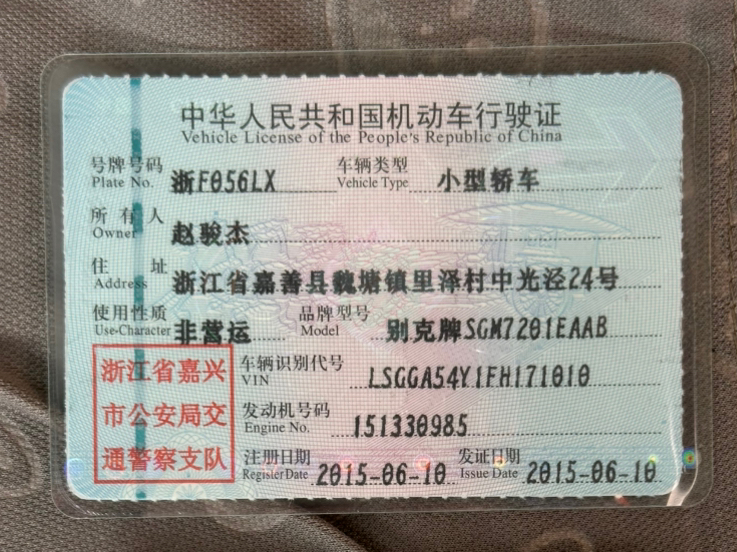 中华人民共和国机动车行驶证
Vehicle License of the People's Republic of China
号牌号码 浙F056LX 车辆类型 小型轿车
Plate No. Vehicle Type
所有人 赵骏杰
Owner
住址 浙江省嘉善县魏塘镇里泽村中光泾24号
Address
使用性质 非营运 品牌型号 别克牌SGM7201EAAB
Use-Character Model
浙江省嘉兴
市公安局交
通警察支队
车辆识别代号 LSGGA54Y1FH171010
VIN
发动机号码 151330985
Engine No.
注册日期 2015-06-10 发证日期 2015-06-10
Register Date Issue Date